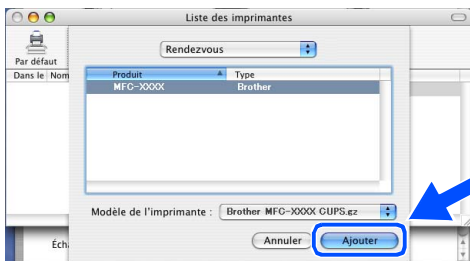 Liste des imprimantes
Rendezvous
Par défaut
Dans le Nom
Produit Type
MFC-XXXX Brother
Modèle de l'imprimante : Brother MFC-XXXX CUPS.gz
Éch
Annuler Ajouter